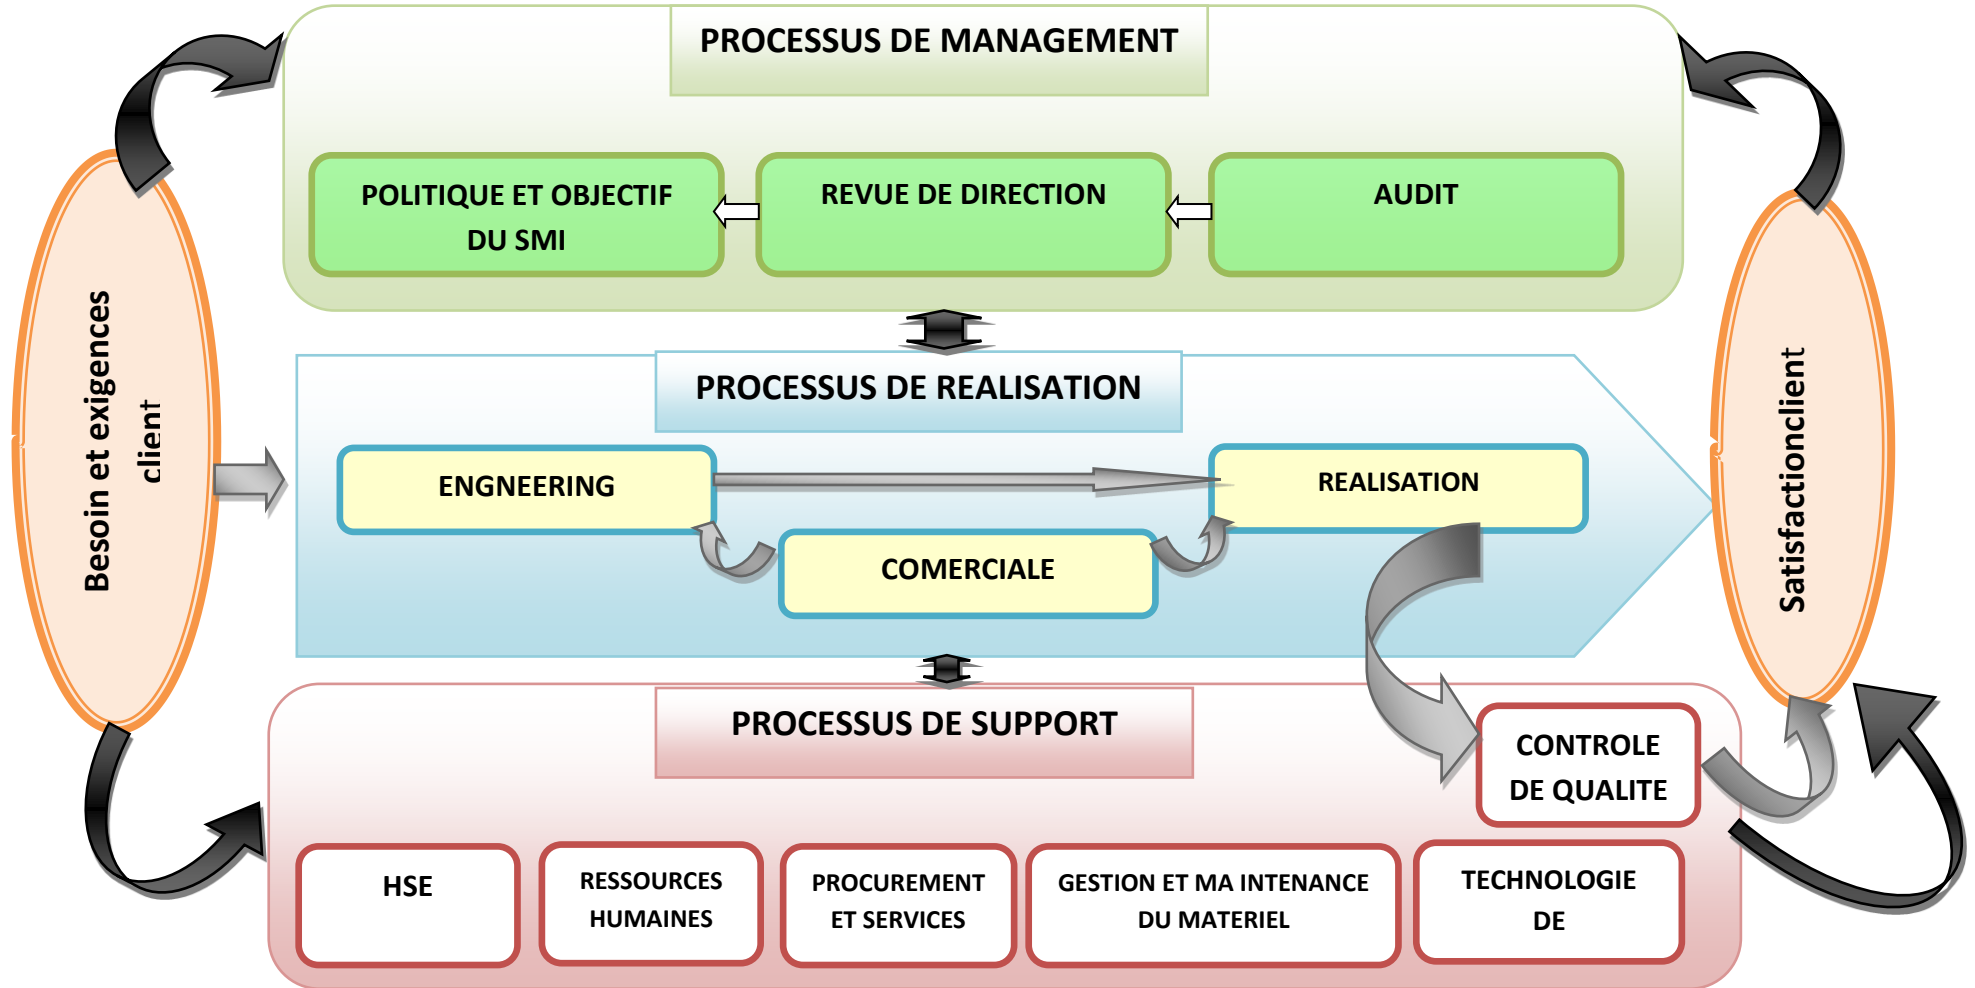 PROCESSUS DE MANAGEMENT
POLITIQUE ET OBJECTIF
DU SMI
REVUE DE DIRECTION
AUDIT
Besoin et exigences
client
PROCESSUS DE REALISATION
ENGNEERING
REALISATION
COMERCIALE
Satisfactionclient
PROCESSUS DE SUPPORT
CONTROLE
DE QUALITE
HSE
RESSOURCES
HUMAINES
PROCUREMENT
ET SERVICES
GESTION ET MA INTENANCE
DU MATERIEL
TECHNOLOGIE
DE